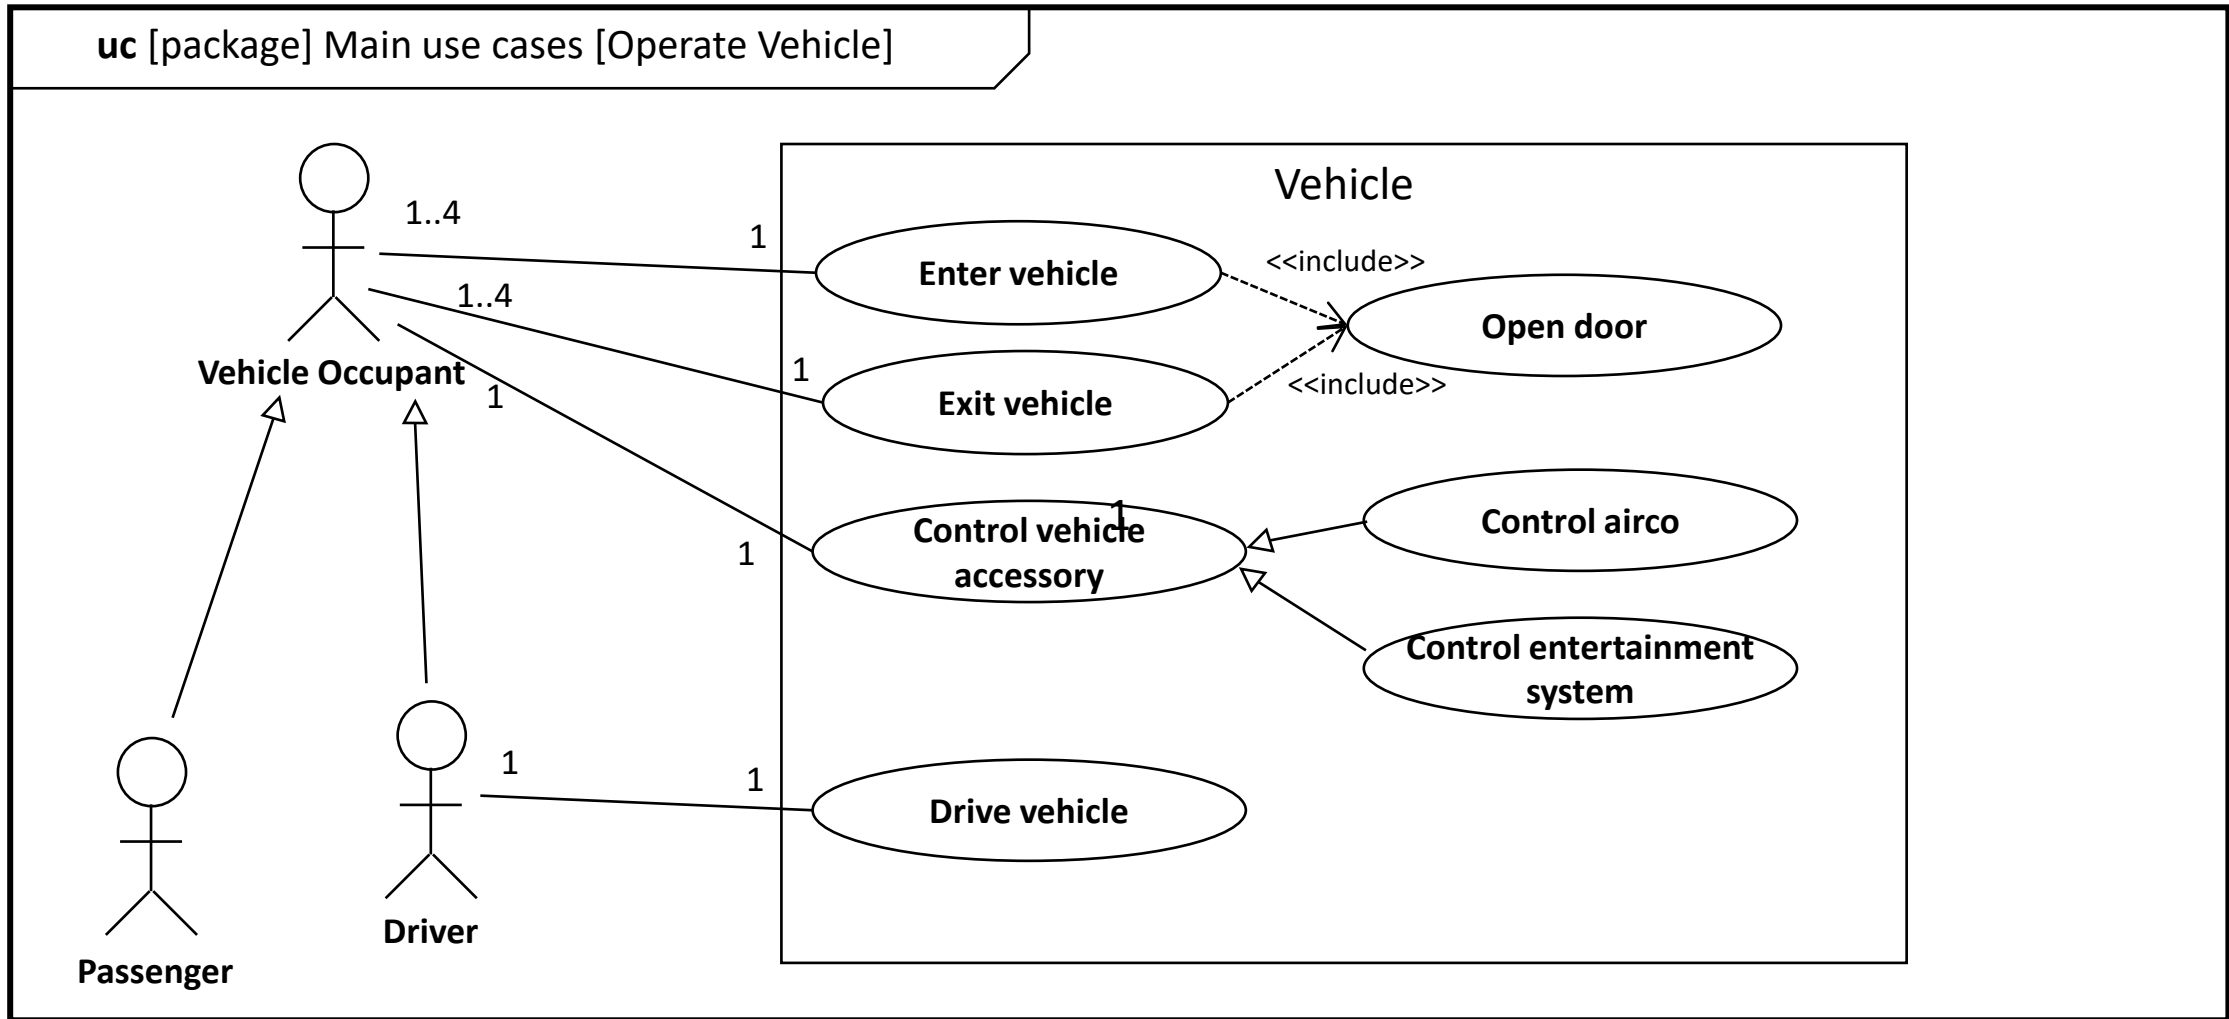 uc [package] Main use cases [Operate Vehicle]
Vehicle
1..4
1
Enter vehicle
<<include>>
Open door
1..4
1
Exit vehicle
<<include>>
Vehicle Occupant
1
1
Control vehicle
accessory
1
Control airco
Control entertainment
system
1
1
Drive vehicle
Driver
Passenger